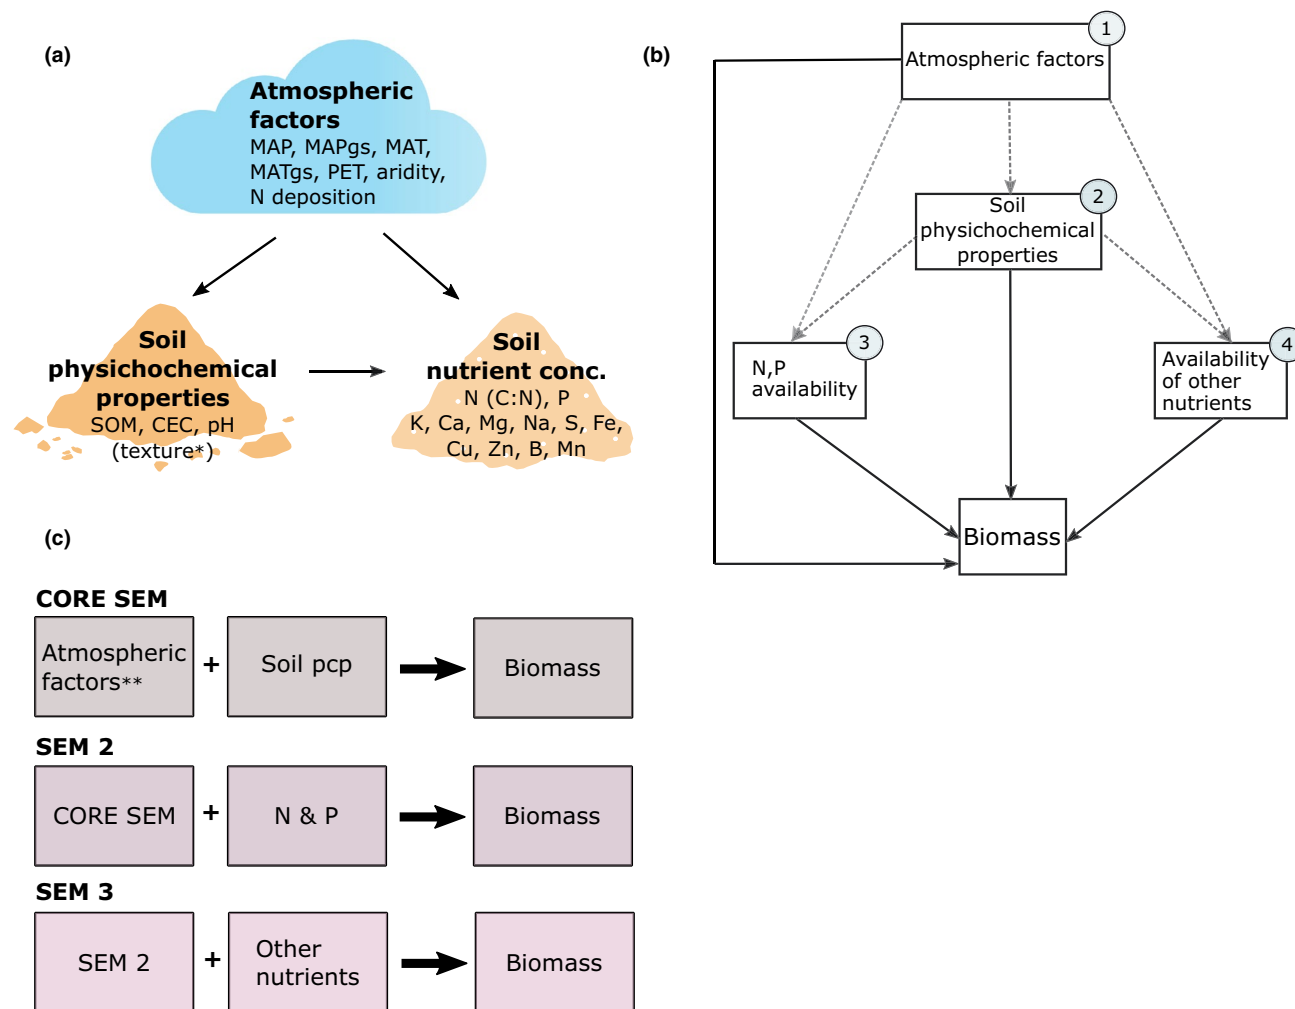 (a)
Atmospheric
factors
MAP, MAPgs, MAT,
MATgs, PET, aridity,
N deposition
Soil
physichochemical
properties
SOM, CEC, pH
(texture*)
Soil
nutrient conc.
N (C:N), P
K, Ca, Mg, Na, S, Fe,
Cu, Zn, B, Mn
(b)
1
Atmospheric factors
2
Soil
physichochemical
properties
3
N,P
availability
4
Availability
of other
nutrients
Biomass
(c)
CORE SEM
Atmospheric
factors**
+
Soil pcp
Biomass
SEM 2
CORE SEM
+
N & P
Biomass
SEM 3
SEM 2
+
Other
nutrients
Biomass